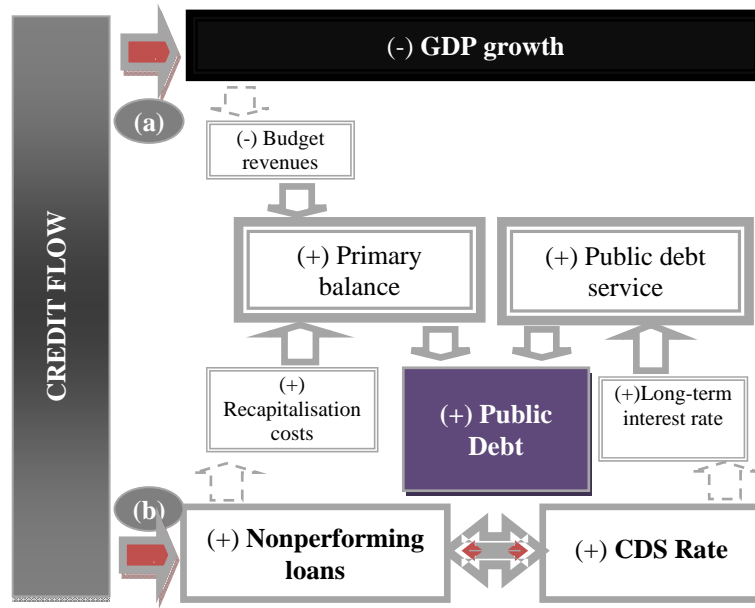 CREDIT FLOW
(-) GDP growth
(a)
(-) Budget
revenues
(+) Primary
balance
(+) Public debt
service
(+)
Recapitalisation
costs
(+) Public
Debt
(+)Long-term
interest rate
(b)
(+) Nonperforming
loans
(+) CDS Rate